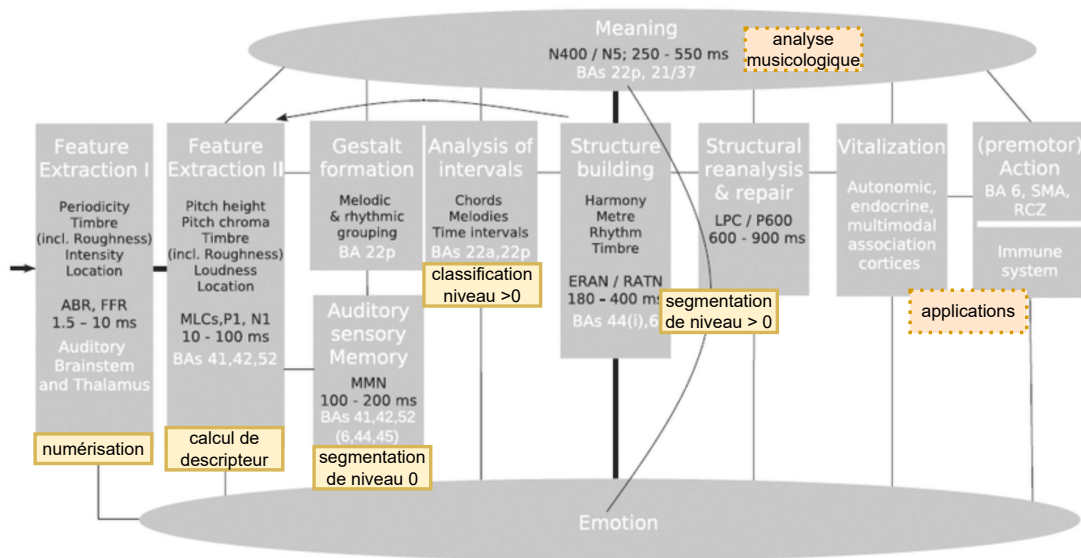 Meaning
N400 / N5; 250 - 550 ms
BAs 22p, 21/37
analyse
musicologique
Feature
Extraction I
Periodicity
Timbre
(incl. Roughness)
Intensity
Location
ABR, FFR
1.5 – 10 ms
Auditory
Brainstem
and Thalamus
numérisation
Feature
Extraction II
Pitch height
Pitch chroma
Timbre
(incl. Roughness)
Loudness
Location
MLCs,P1, N1
10 - 100 ms
BAs 41,42,52
calcul de
descripteur
Gestalt
formation
Melodic
& rhythmic
grouping
BA 22p
Auditory
sensory
Memory
MMN
100 - 200 ms
BAs 41,42,52
(6,44,45)
segmentation
de niveau 0
Analysis of
intervals
Chords
Melodies
Time intervals
BAs 22a,22p
classification
niveau >0
Structure
building
Harmony
Metre
Rhythm
Timbre
ERAN / RATN
180 – 400 ms
BAs 44(i),6
segmentation
de niveau > 0
Structural
reanalysis
& repair
LPC / P600
600 - 900 ms
Vitalization
Autonomic,
endocrine,
multimodal
association
cortices
(premotor)
Action
BA 6, SMA,
RCZ
Immune
system
applications
Emotion